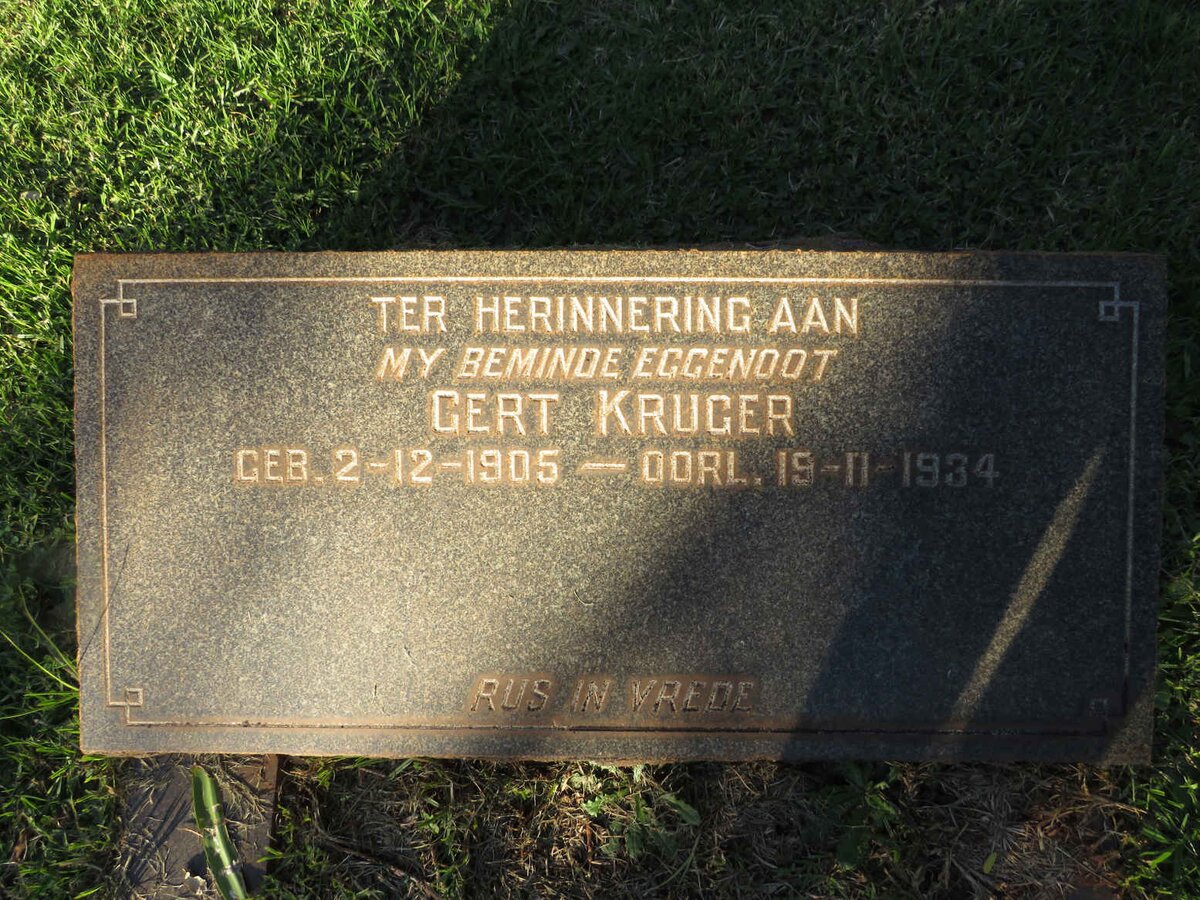 TER HERINNERING AAN
MY BEMINDE EGGENOOT
GERT KRUGER
GEB. 2-12-1905 — OORL. 19-11-1934
RUS IN VREDE